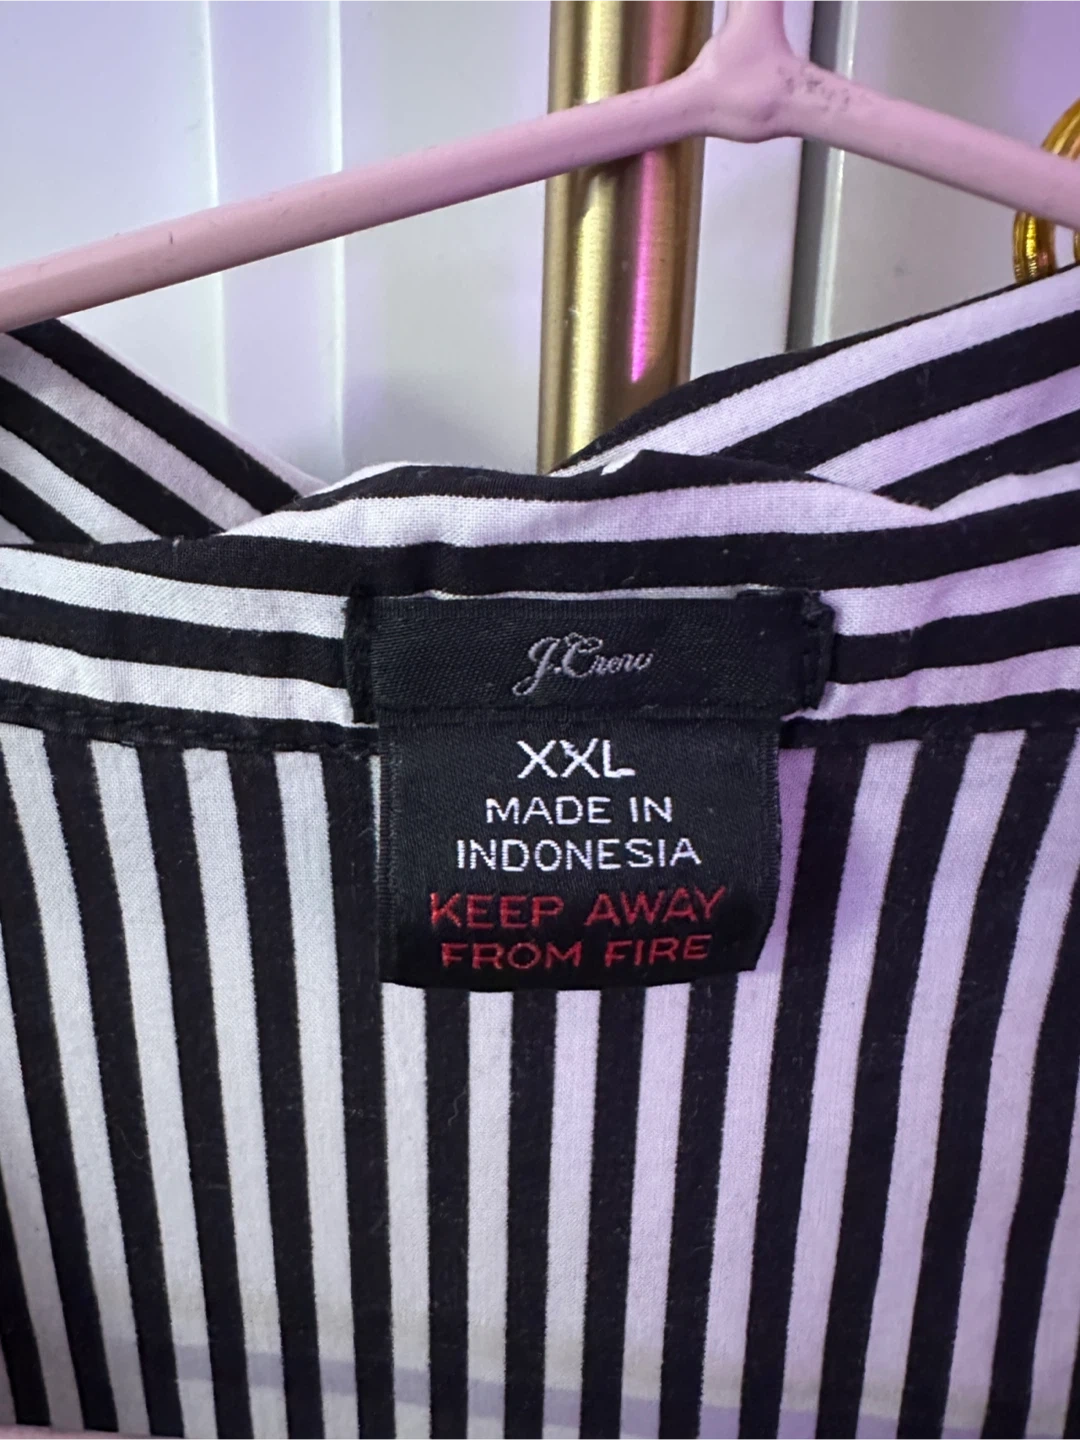 J.Crew
XXL
MADE IN
INDONESIA
KEEP AWAY
FROM FIRE